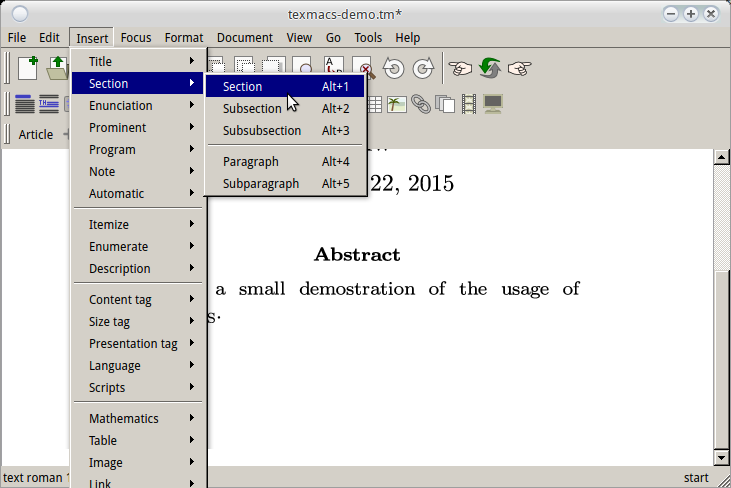 texmacs-demo.tm*
File Edit Insert Focus Format Document View Go Tools Help
Article
Title
Section
Enunciation
Prominent
Program
Note
Automatic
Itemize
Enumerate
Description
Content tag
Size tag
Presentation tag
Language
Scripts
Mathematics
Table
Image
Link
Section Alt+1
Subsection Alt+2
Subsubsection Alt+3
Paragraph Alt+4
Subparagraph Alt+5
22, 2015
Abstract
a small demostration of the usage of
s.
text roman
start